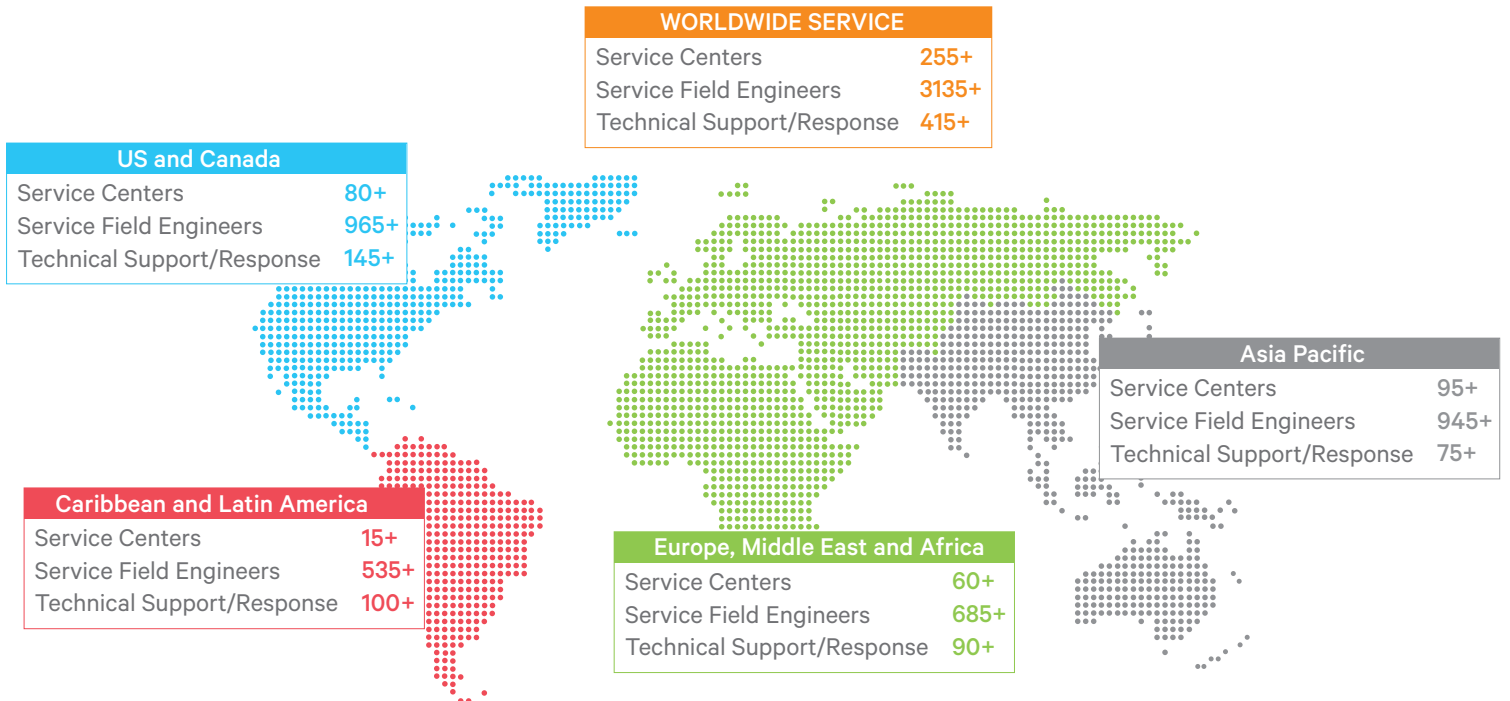 WORLDWIDE SERVICE
Service Centers 255+
Service Field Engineers 3135+
Technical Support/Response 415+
US and Canada
Service Centers 80+
Service Field Engineers 965+
Technical Support/Response 145+
Asia Pacific
Service Centers 95+
Service Field Engineers 945+
Technical Support/Response 75+
Caribbean and Latin America
Service Centers 15+
Service Field Engineers 535+
Technical Support/Response 100+
Europe, Middle East and Africa
Service Centers 60+
Service Field Engineers 685+
Technical Support/Response 90+